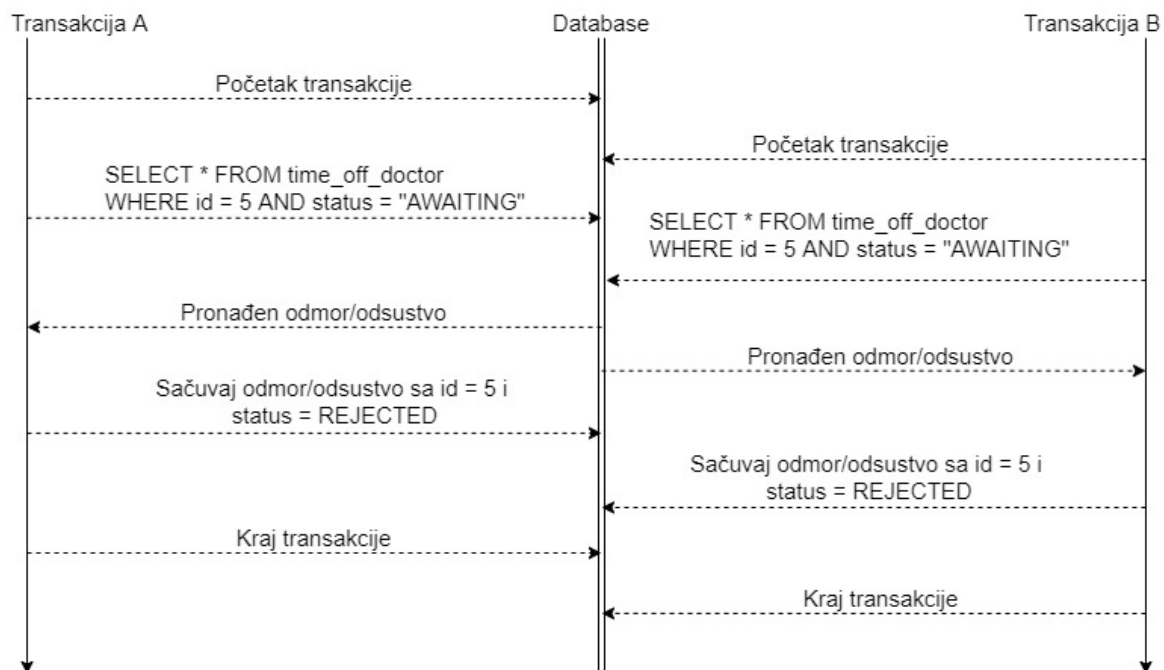 Transakcija A
Database
Transakcija B
Početak transakcije
Početak transakcije
SELECT * FROM time_off_doctor
WHERE id = 5 AND status = "AWAITING"
SELECT * FROM time_off_doctor
WHERE id = 5 AND status = "AWAITING"
Pronađen odmor/odsustvo
Pronađen odmor/odsustvo
Sačuvaj odmor/odsustvo sa id = 5 i
status = REJECTED
Sačuvaj odmor/odsustvo sa id = 5 i
status = REJECTED
Kraj transakcije
Kraj transakcije